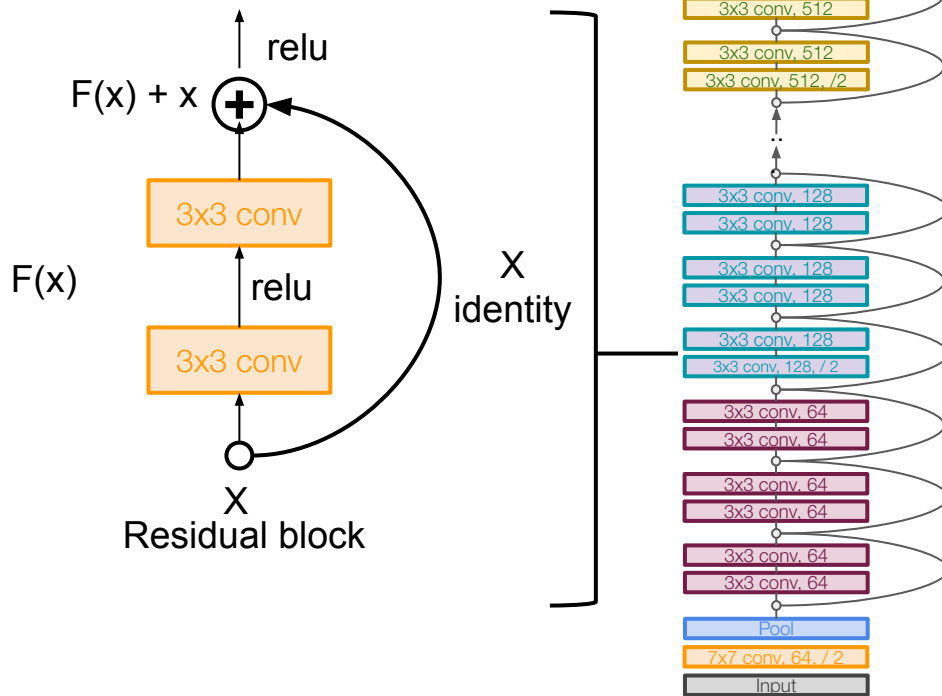 relu
F(x) + x
3x3 conv
F(x)
relu
X
identity
3x3 conv
X
Residual block
3x3 conv, 512
3x3 conv, 512
3x3 conv, 512, /2
..
3x3 conv, 128
3x3 conv, 128
3x3 conv, 128
3x3 conv, 128
3x3 conv, 128
3x3 conv, 128, / 2
3x3 conv, 64
3x3 conv, 64
3x3 conv, 64
3x3 conv, 64
3x3 conv, 64
3x3 conv, 64
Pool
7x7 conv, 64, / 2
Input